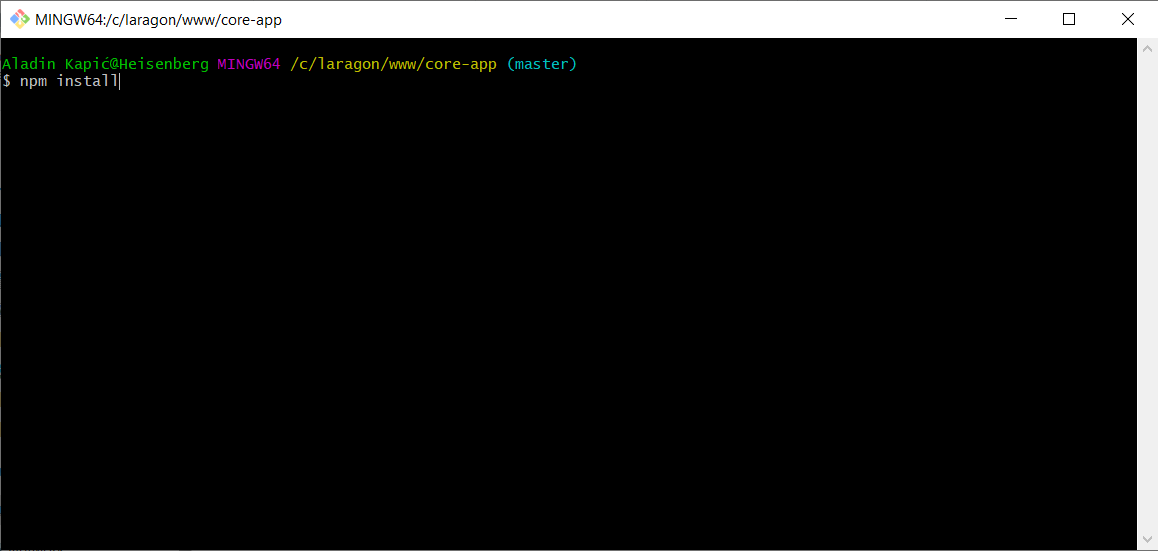 MINGW64:/c/laragon/www/core-app
Aladin Kapić@Heisenberg MINGW64 /c/laragon/www/core-app (master)
$ npm install